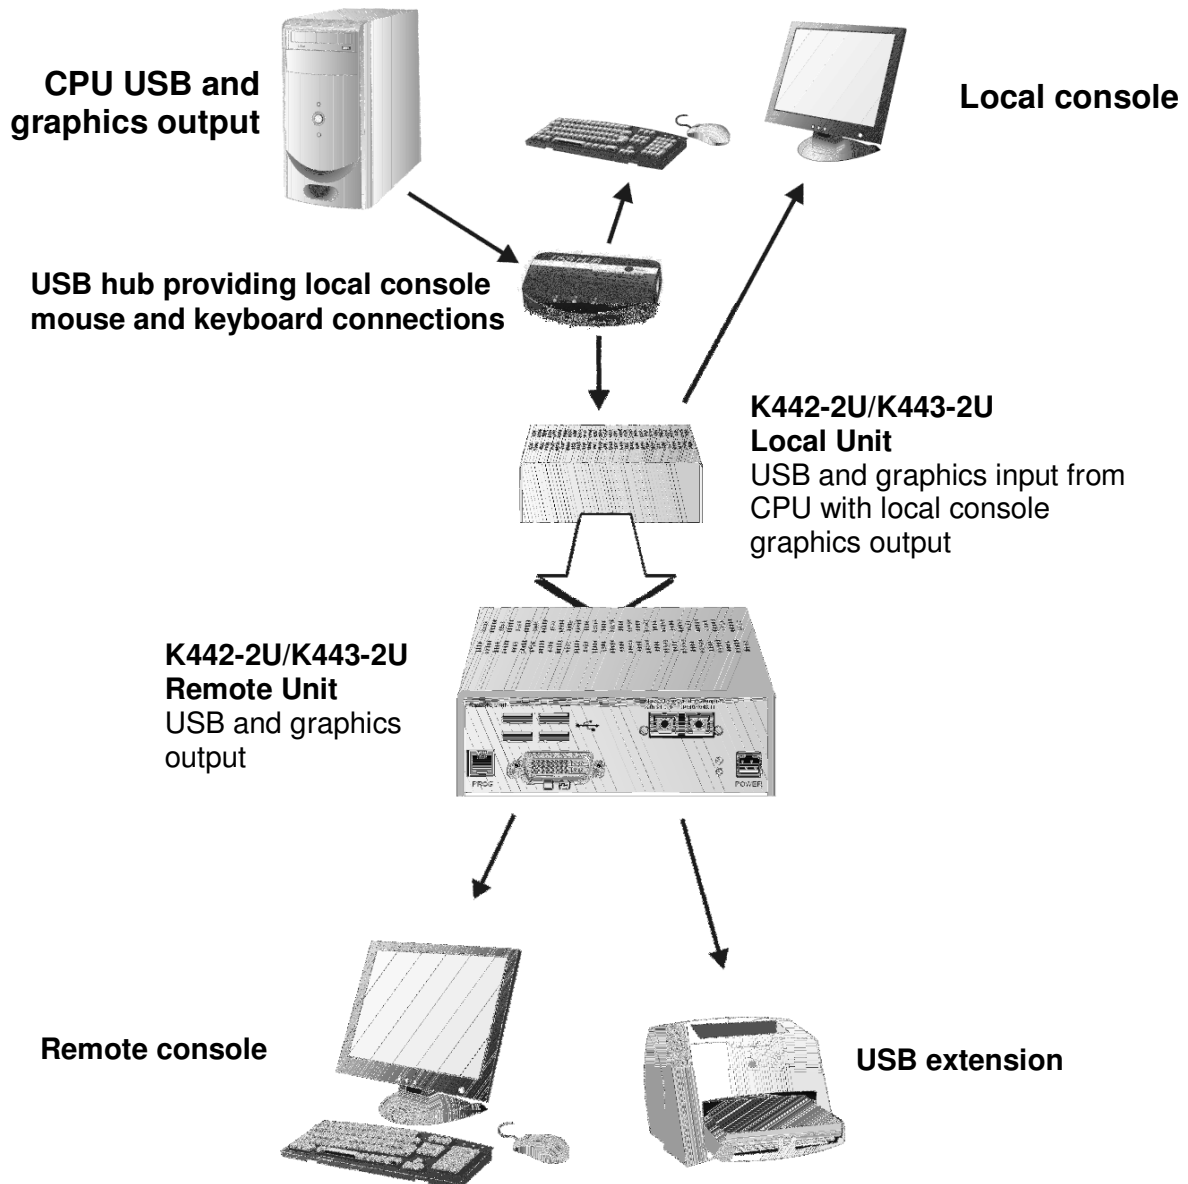 CPU USB and
graphics output
Local console
USB hub providing local console
mouse and keyboard connections
K442-2U/K443-2U
Local Unit
USB and graphics input from
CPU with local console
graphics output
K442-2U/K443-2U
Remote Unit
USB and graphics
output
PROG
POWER
Remote console
USB extension